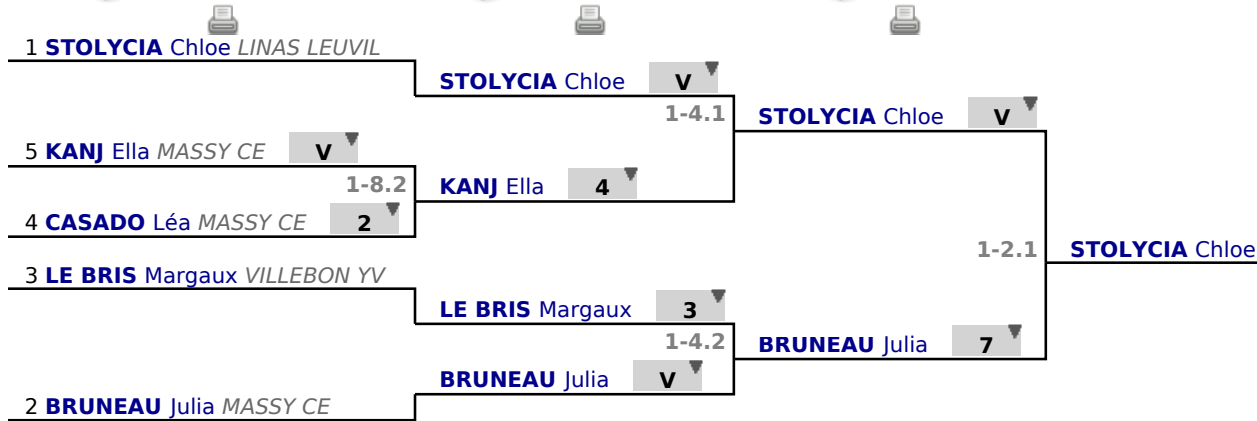 1 STOLYCIA Chloe LINAS LEUVIL
STOLYCIA Chloe V
1-4.1
STOLYCIA Chloe V
5 KANJ Ella MASSY CE V
1-8.2
KANJ Ella 4
4 CASADO Léa MASSY CE 2
1-2.1
STOLYCIA Chloe
3 LE BRIS Margaux VILLEBON YV
LE BRIS Margaux 3
1-4.2
BRUNEAU Julia 7
BRUNEAU Julia V
2 BRUNEAU Julia MASSY CE